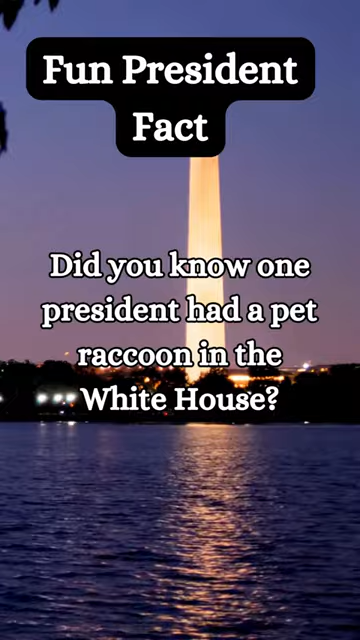 Fun President
Fact
Did you know one
president had a pet
raccoon in the
White House?